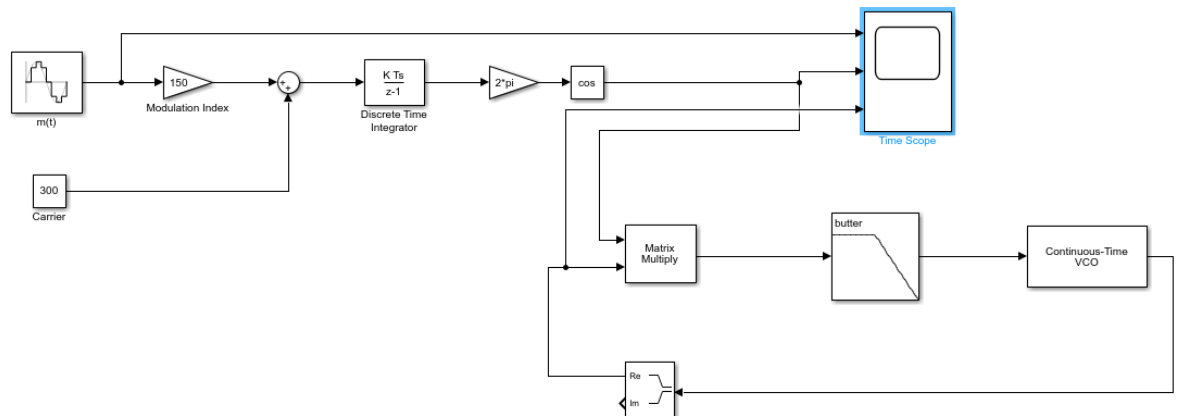 m(t)
150
Modulation Index
+
+
K Ts
z-1
Discrete Time
Integrator
2*pi
cos
Time Scope
300
Carrier
Matrix
Multiply
butter
Continuous-Time
VCO
Re
Im